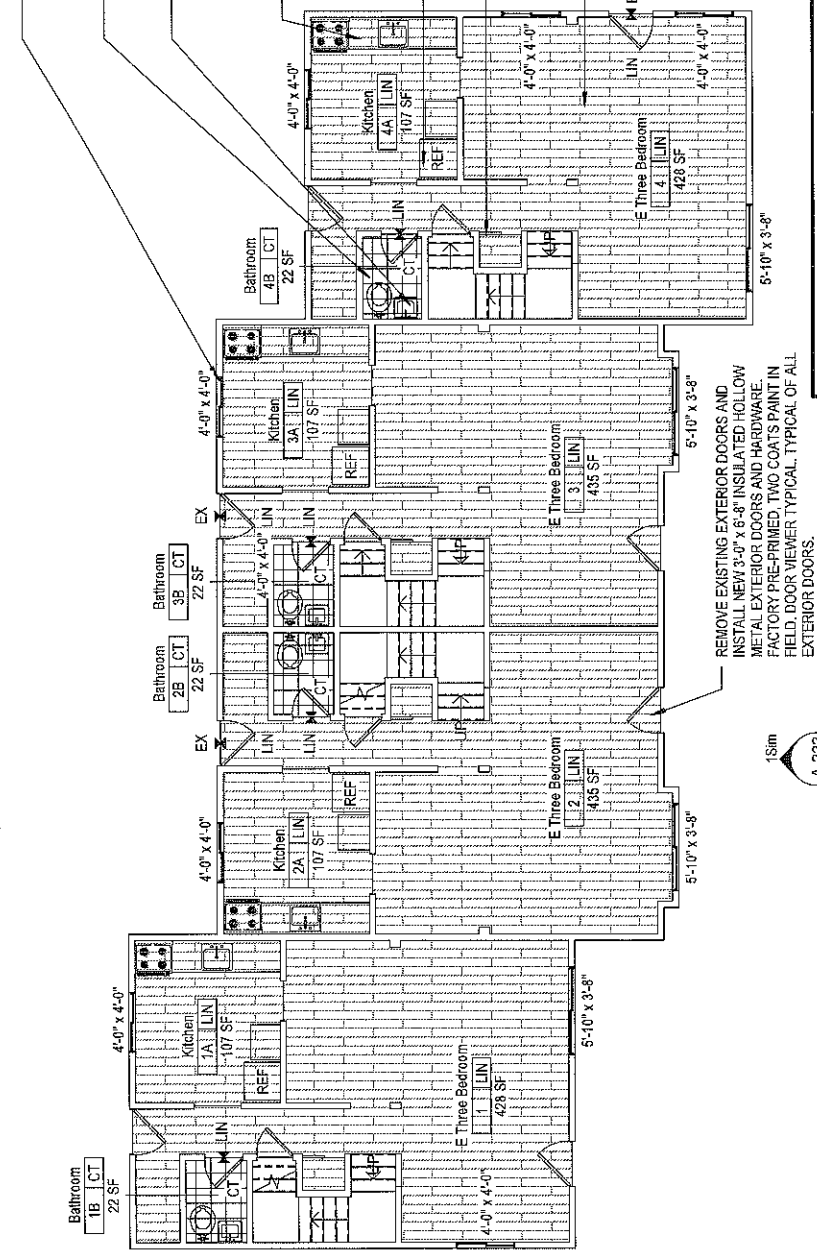 Bathroom
1B CT
22 SF
4'-0" x 4'-0"
Kitchen
1A LIN
107 SF
REF
LIN
CT
UP
E Three Bedroom
1 LIN
428 SF
4'-0" x 4'-0"
5'-10" x 3'-8"
4'-0" x 4'-0"
Kitchen
2A LIN
107 SF
REF
EX
LIN
LIN
Bathroom
2B CT
22 SF
CT
UP
E Three Bedroom
2 LIN
435 SF
5'-10" x 3'-8"
Bathroom
3B CT
22 SF
4'-0" x 4'-0"
CT
EX
LIN
LIN
UP
4'-0" x 4'-0"
Kitchen
3A LIN
107 SF
REF
E Three Bedroom
3 LIN
435 SF
5'-10" x 3'-8"
Bathroom
4B CT
22 SF
CT
LIN
UP
4'-0" x 4'-0"
Kitchen
4A LIN
107 SF
REF
4'-0" x 4'-0"
LIN
4'-0" x 4'-0"
E Three Bedroom
4 LIN
428 SF
5'-10" x 3'-8"
REMOVE EXISTING EXTERIOR DOORS AND
INSTALL NEW 3'-0" x 6'-8" INSULATED HOLLOW
METAL EXTERIOR DOORS AND HARDWARE.
FACTORY PRE-PRIMED, TWO COATS PAINT IN
FIELD. DOOR VIEWER TYPICAL, TYPICAL OF ALL
EXTERIOR DOORS.
1Sim